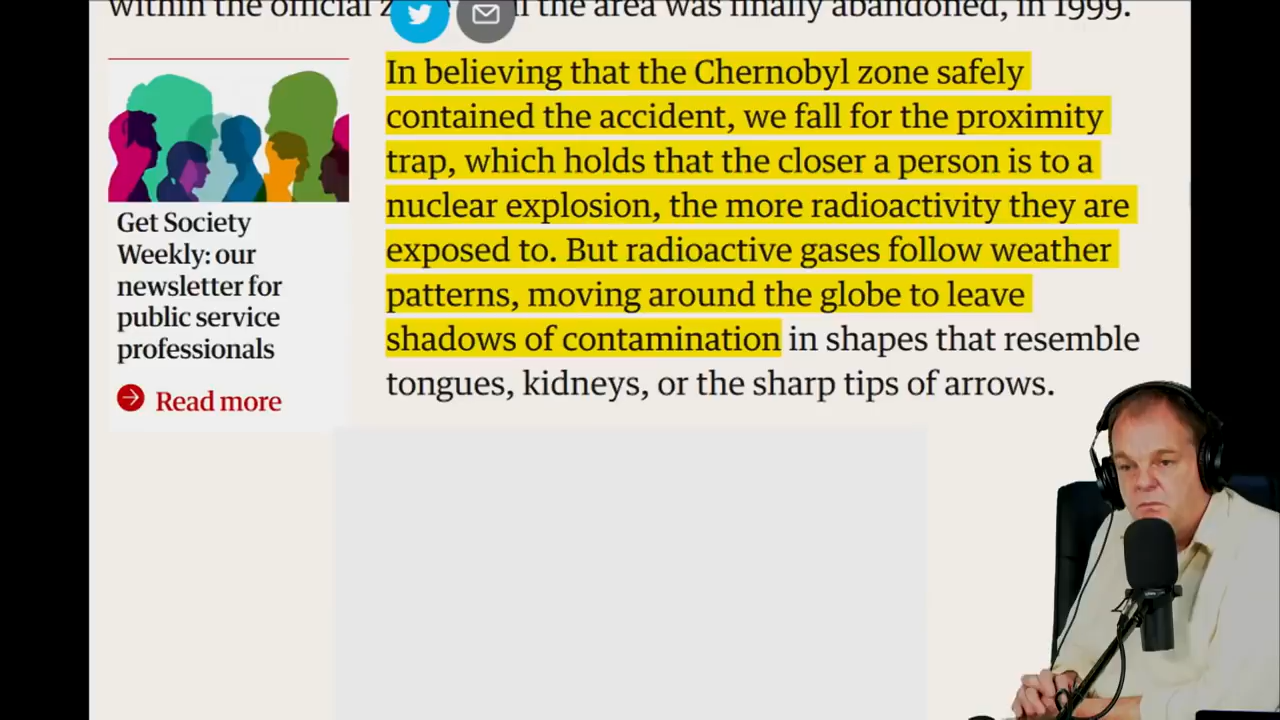 within the official
the area was finally abandoned, in 1999.
In believing that the Chernobyl zone safely
contained the accident, we fall for the proximity
trap, which holds that the closer a person is to a
nuclear explosion, the more radioactivity they are
exposed to. But radioactive gases follow weather
patterns, moving around the globe to leave
shadows of contamination in shapes that resemble
tongues, kidneys, or the sharp tips of arrows.
Get Society
Weekly: our
newsletter for
public service
professionals
Read more